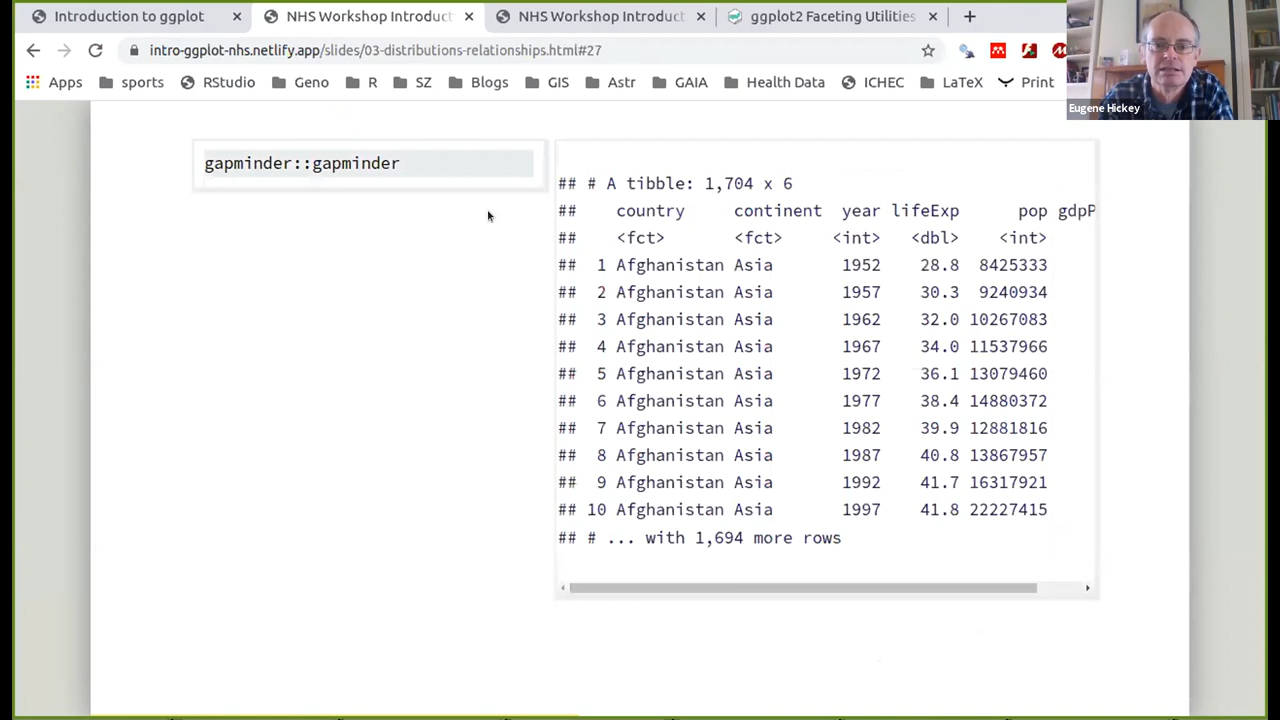 Introduction to ggplot
NHS Workshop Introduct
NHS Workshop Introduct
ggplot2 Faceting Utilities
intro-ggplot-nhs.netlify.app/slides/03-distributions-relationships.html#27
Apps
sports
RStudio
Geno
R
SZ
Blogs
GIS
Astr
GAIA
Health Data
ICHEC
LaTeX
Print
Eugene Hickey
gapminder::gapminder
## # A tibble: 1,704 x 6
## country continent year lifeExp pop gdpP
## <fct> <fct> <int> <dbl> <int>
## 1 Afghanistan Asia 1952 28.8 8425333
## 2 Afghanistan Asia 1957 30.3 9240934
## 3 Afghanistan Asia 1962 32.0 10267083
## 4 Afghanistan Asia 1967 34.0 11537966
## 5 Afghanistan Asia 1972 36.1 13079460
## 6 Afghanistan Asia 1977 38.4 14880372
## 7 Afghanistan Asia 1982 39.9 12881816
## 8 Afghanistan Asia 1987 40.8 13867957
## 9 Afghanistan Asia 1992 41.7 16317921
## 10 Afghanistan Asia 1997 41.8 22227415
## # ... with 1,694 more rows